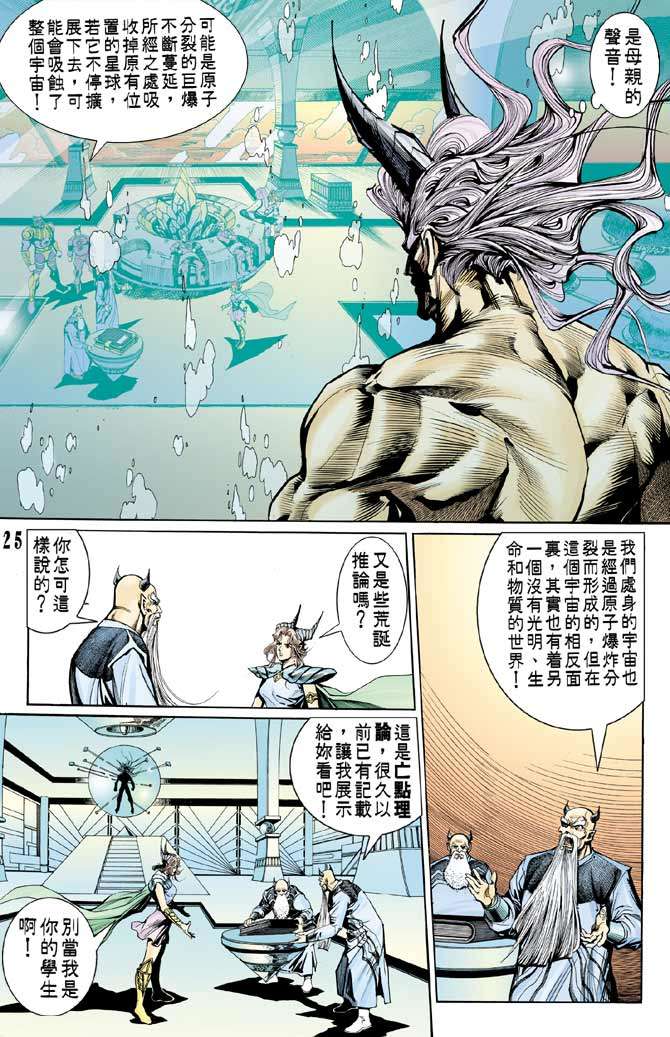 是母親的
聲音！
可能是原子
分裂的巨爆
不斷蔓延，
所經之處吸
收掉原有位
置的星球，
若它不停擴
展下去，可
能會吸蝕了
整個宇宙！
我們處身的宇宙也
是經過原子爆炸分
裂而形成的，但在
這個宇宙的相反面
裏，其實也有着另
一個沒有光明、生
命和物質的世界！
又是些荒誕
推論嗎？
你怎可這
樣說的？
25
這是亡點理
論，很久以
前已有記載
，讓我展示
給妳看吧！
別當我是
你的學生
啊！